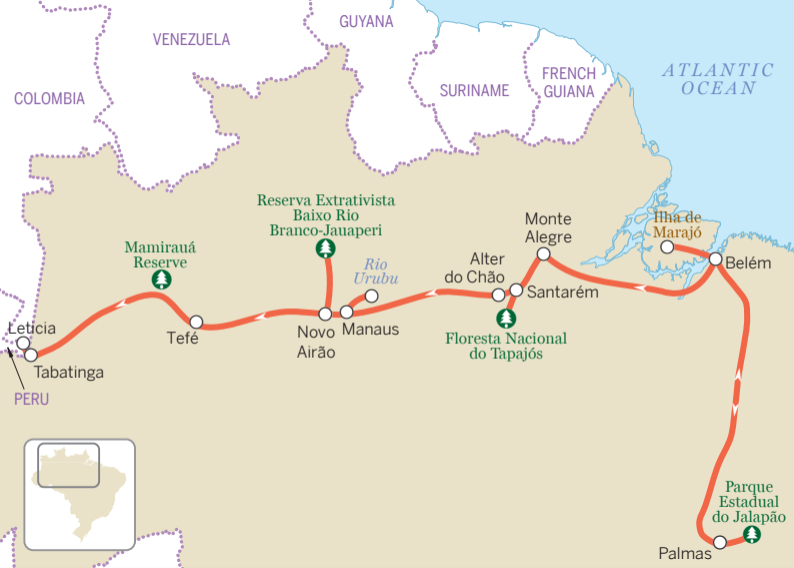 GUYANA
VENEZUELA
COLOMBIA
SURINAME
FRENCH
GUIANA
ATLANTIC
OCEAN
Reserva Extrativista
Baixo Rio
Branco-Jauaperi
Mamirauá
Reserve
Rio
Urubu
Monte
Alegre
Ilha de
Marajó
Belém
Alter
do Chão
Santarém
Floresta Nacional
do Tapajós
Manaus
Novo
Airão
Tefé
Leticia
Tabatinga
PERU
Parque
Estadual
do Jalapão
Palmas